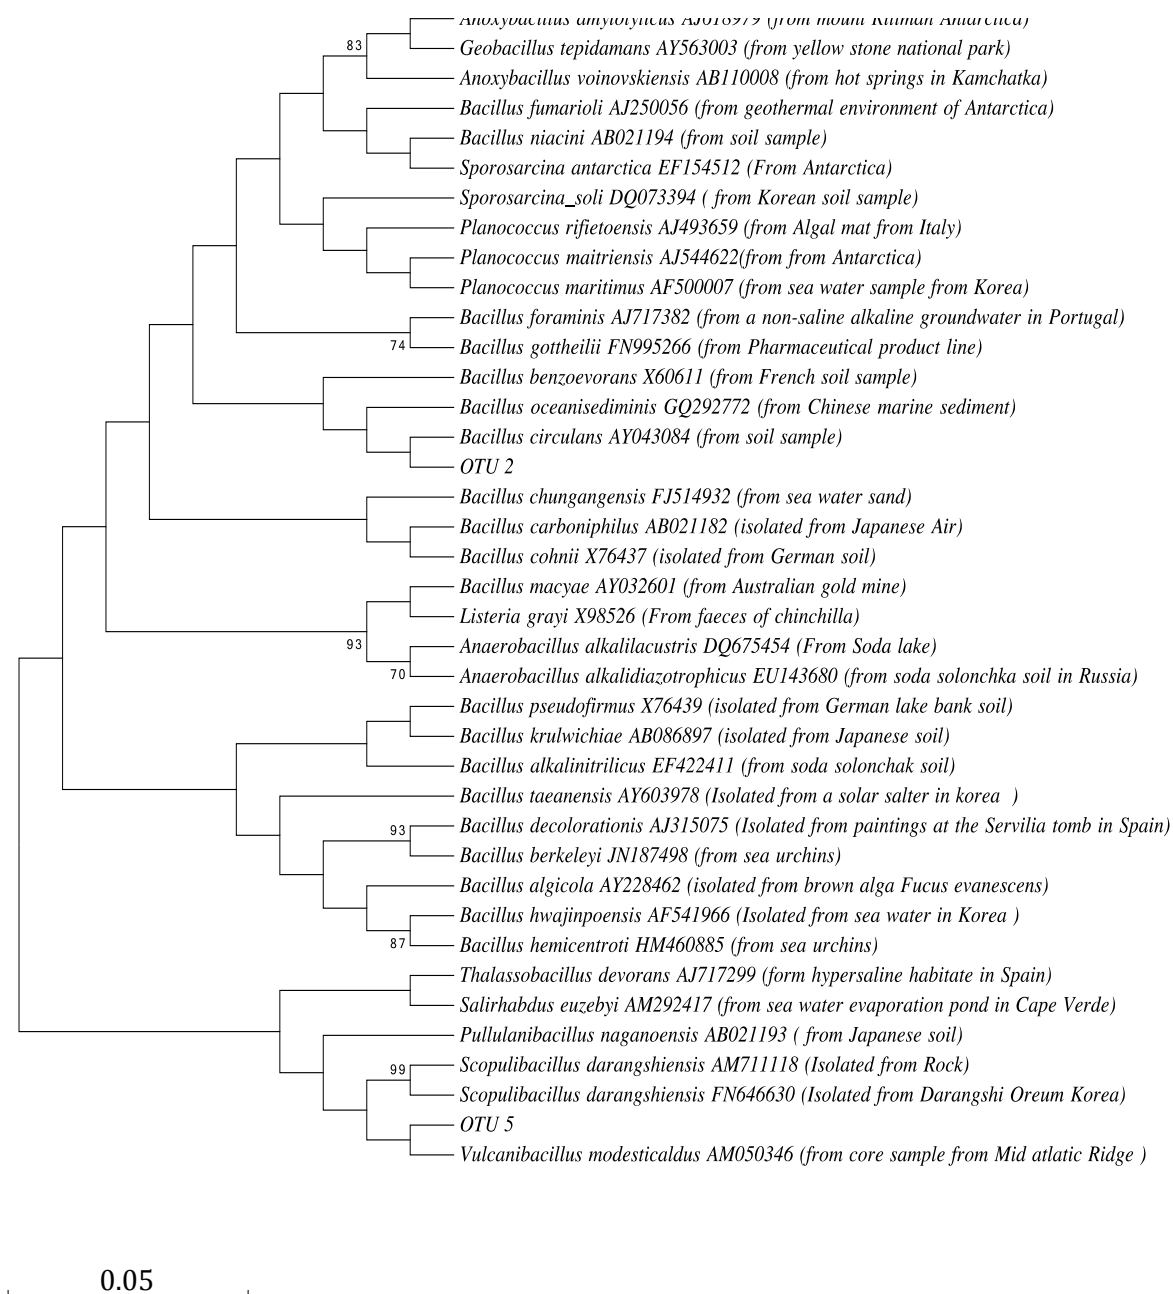 Anoxybacillus amylolyticus AJ618979 (from mount Rittman Antarctica)
83
Geobacillus tepidamans AY563003 (from yellow stone national park)
Anoxybacillus voinovskiensis AB110008 (from hot springs in Kamchatka)
Bacillus fumarioli AJ250056 (from geothermal environment of Antarctica)
Bacillus niacini AB021194 (from soil sample)
Sporosarcina antarctica EF154512 (From Antarctica)
Sporosarcina_soli DQ073394 ( from Korean soil sample)
Planococcus rifietoensis AJ493659 (from Algal mat from Italy)
Planococcus maitriensis AJ544622(from from Antarctica)
Planococcus maritimus AF500007 (from sea water sample from Korea)
Bacillus foraminis AJ717382 (from a non-saline alkaline groundwater in Portugal)
74
Bacillus gottheilii FN995266 (from Pharmaceutical product line)
Bacillus benzoevorans X60611 (from French soil sample)
Bacillus oceanisediminis GQ292772 (from Chinese marine sediment)
Bacillus circulans AY043084 (from soil sample)
OTU 2
Bacillus chungangensis FJ514932 (from sea water sand)
Bacillus carboniphilus AB021182 (isolated from Japanese Air)
Bacillus cohnii X76437 (isolated from German soil)
Bacillus macyae AY032601 (from Australian gold mine)
Listeria grayi X98526 (From faeces of chinchilla)
93
Anaerobacillus alkalilacustris DQ675454 (From Soda lake)
70
Anaerobacillus alkalidiazotrophicus EU143680 (from soda solonchka soil in Russia)
Bacillus pseudofirmus X76439 (isolated from German lake bank soil)
Bacillus krulwichiae AB086897 (isolated from Japanese soil)
Bacillus alkalinitrilicus EF422411 (from soda solonchak soil)
Bacillus taeanensis AY603978 (Isolated from a solar salter in korea )
93
Bacillus decolorationis AJ315075 (Isolated from paintings at the Servilia tomb in Spain)
Bacillus berkeleyi JN187498 (from sea urchins)
Bacillus algicola AY228462 (isolated from brown alga Fucus evanescens)
Bacillus hwajinpoensis AF541966 (Isolated from sea water in Korea )
87
Bacillus hemicentroti HM460885 (from sea urchins)
Thalassobacillus devorans AJ717299 (form hypersaline habitate in Spain)
Salirhabdus euzebyi AM292417 (from sea water evaporation pond in Cape Verde)
Pullulanibacillus naganoensis AB021193 ( from Japanese soil)
99
Scopulibacillus darangshiensis AM711118 (Isolated from Rock)
Scopulibacillus darangshiensis FN646630 (Isolated from Darangshi Oreum Korea)
OTU 5
Vulcanibacillus modesticaldus AM050346 (from core sample from Mid atlatic Ridge )
0.05